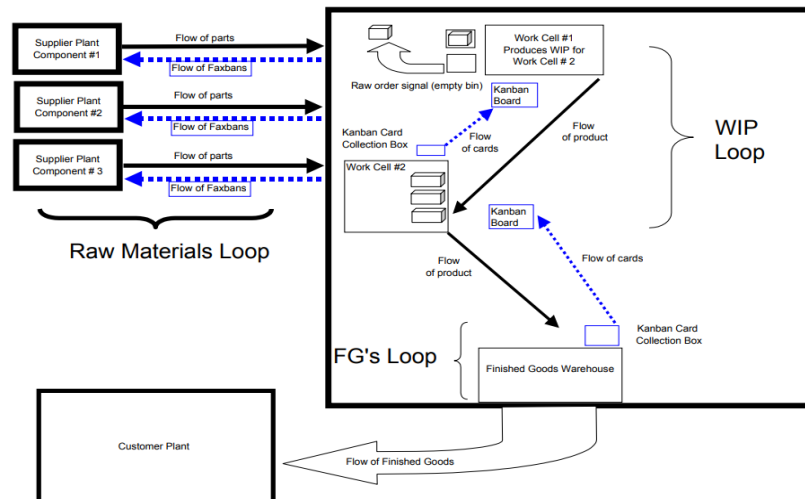 Supplier Plant
Component #1
Flow of parts
Flow of Faxbans
Supplier Plant
Component #2
Flow of parts
Flow of Faxbans
Supplier Plant
Component # 3
Flow of parts
Flow of Faxbans
Raw Materials Loop
Work Cell #1
Produces WIP for
Work Cell # 2
Raw order signal (empty bin)
Kanban
Board
Kanban Card
Collection Box
Flow
of cards
Flow
of product
WIP
Loop
Work Cell #2
Kanban
Board
Flow
of product
Flow of cards
Kanban Card
Collection Box
FG's Loop
Finished Goods Warehouse
Customer Plant
Flow of Finished Goods